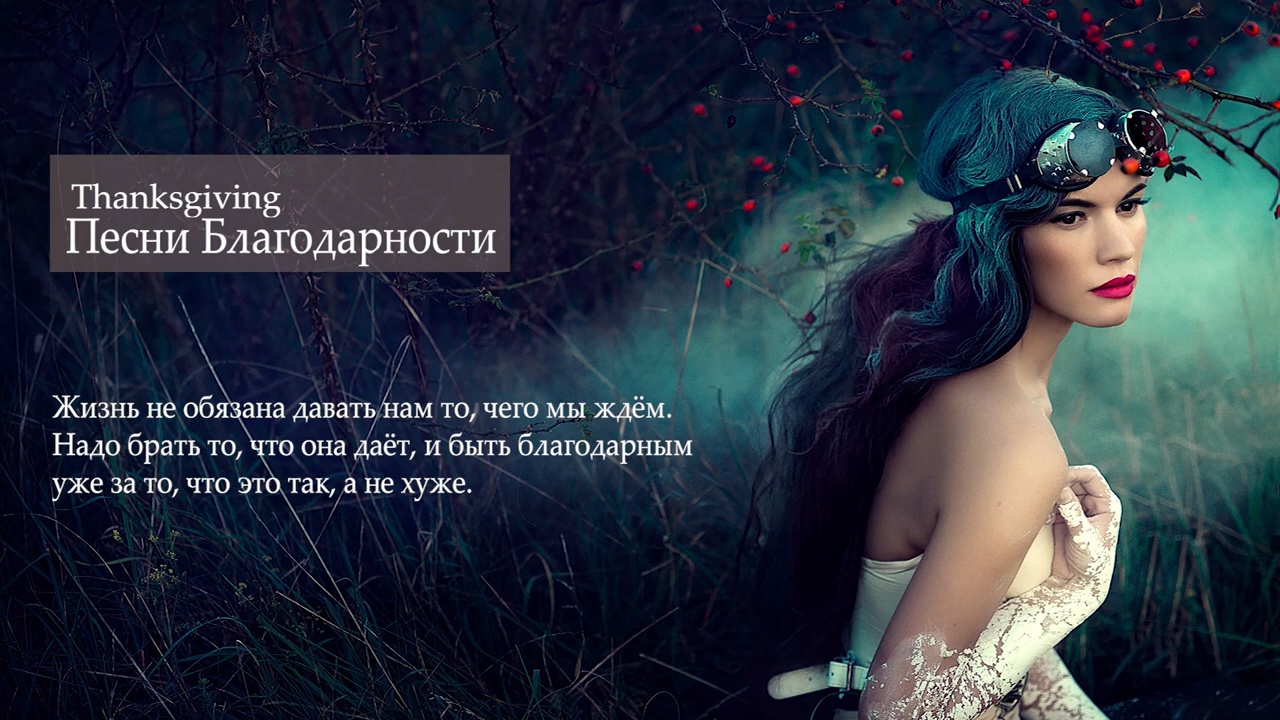 Thanksgiving
Песни Благодарности
Жизнь не обязана давать нам то, чего мы ждём.
Надо брать то, что она даёт, и быть благодарным
уже за то, что это так, а не хуже.